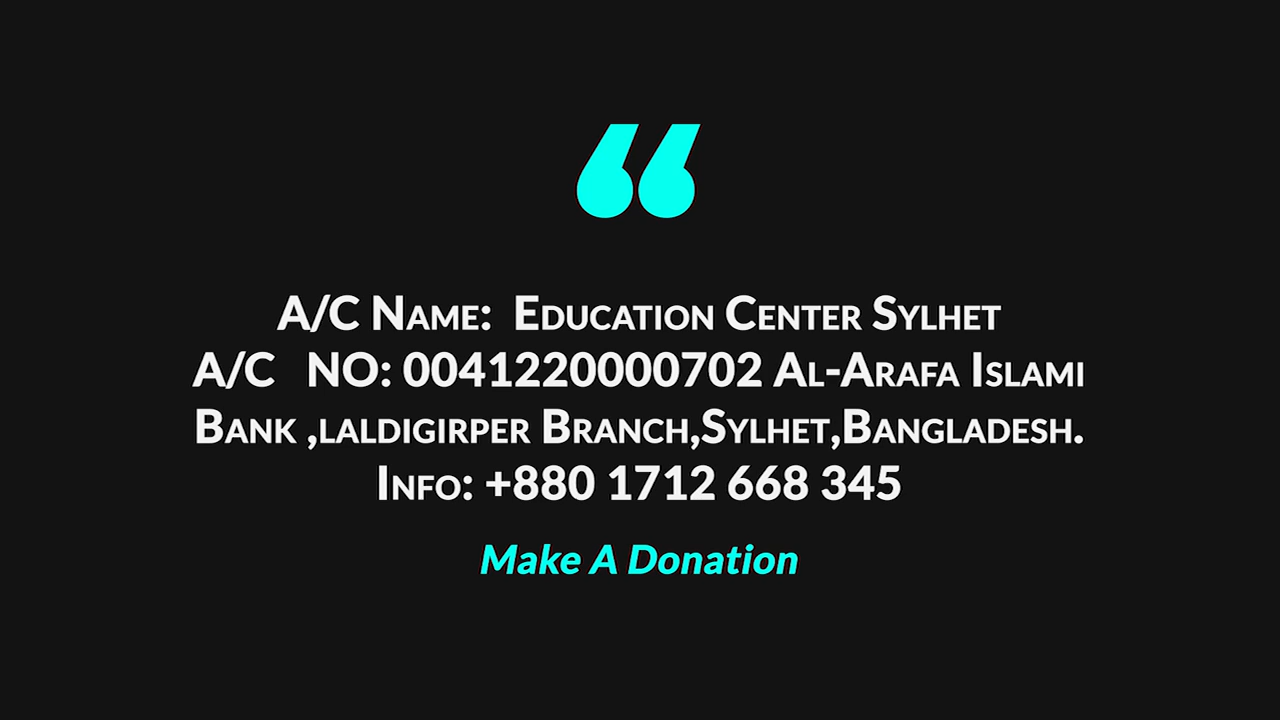 “
A/C Name: Education Center Sylhet
A/C NO: 0041220000702 Al-Arafa Islami
Bank ,laldigirper Branch,Sylhet,Bangladesh.
Info: +880 1712 668 345
Make A Donation